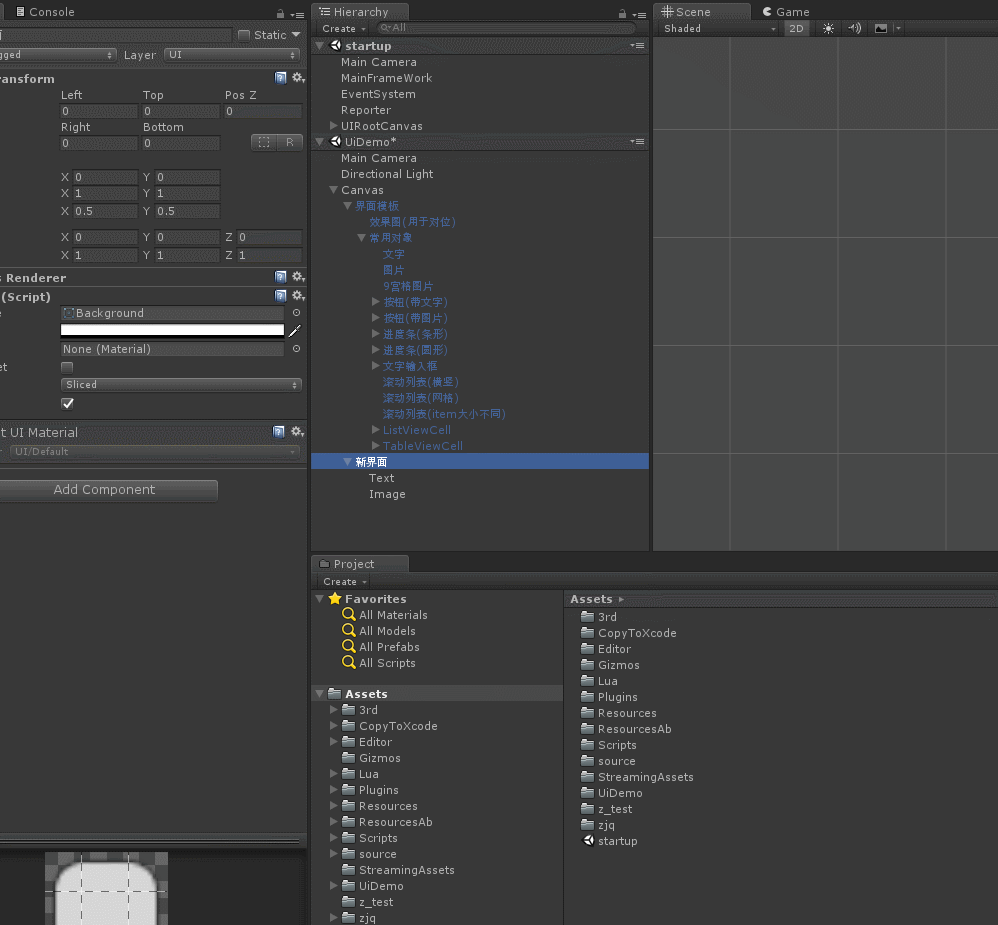 Console
Static
gged Layer UI
ansform
Left Top Pos Z
0 0 0
Right Bottom
0 0 R
X 0 Y 0
X 1 Y 1
X 0.5 Y 0.5
X 0 Y 0 Z 0
X 1 Y 1 Z 1
s Renderer
(Script)
Background
None (Material)
et
Sliced
t UI Material
UI/Default
Add Component
Hierarchy
Create All
startup
Main Camera
MainFrameWork
EventSystem
Reporter
UIRootCanvas
UiDemo*
Main Camera
Directional Light
Canvas
界面模板
效果图(用于对位)
常用对象
文字
图片
9宫格图片
按钮(带文字)
按钮(带图片)
进度条(条形)
进度条(圆形)
文字输入框
滚动列表(横竖)
滚动列表(网格)
滚动列表(item大小不同)
ListViewCell
TableViewCell
新界面
Text
Image
Scene Game
Shaded 2D
Project
Create
Favorites
All Materials
All Models
All Prefabs
All Scripts
Assets
3rd
CopyToXcode
Editor
Gizmos
Lua
Plugins
Resources
ResourcesAb
Scripts
source
StreamingAssets
UiDemo
z_test
zjq
Assets
3rd
CopyToXcode
Editor
Gizmos
Lua
Plugins
Resources
ResourcesAb
Scripts
source
StreamingAssets
UiDemo
z_test
zjq
startup